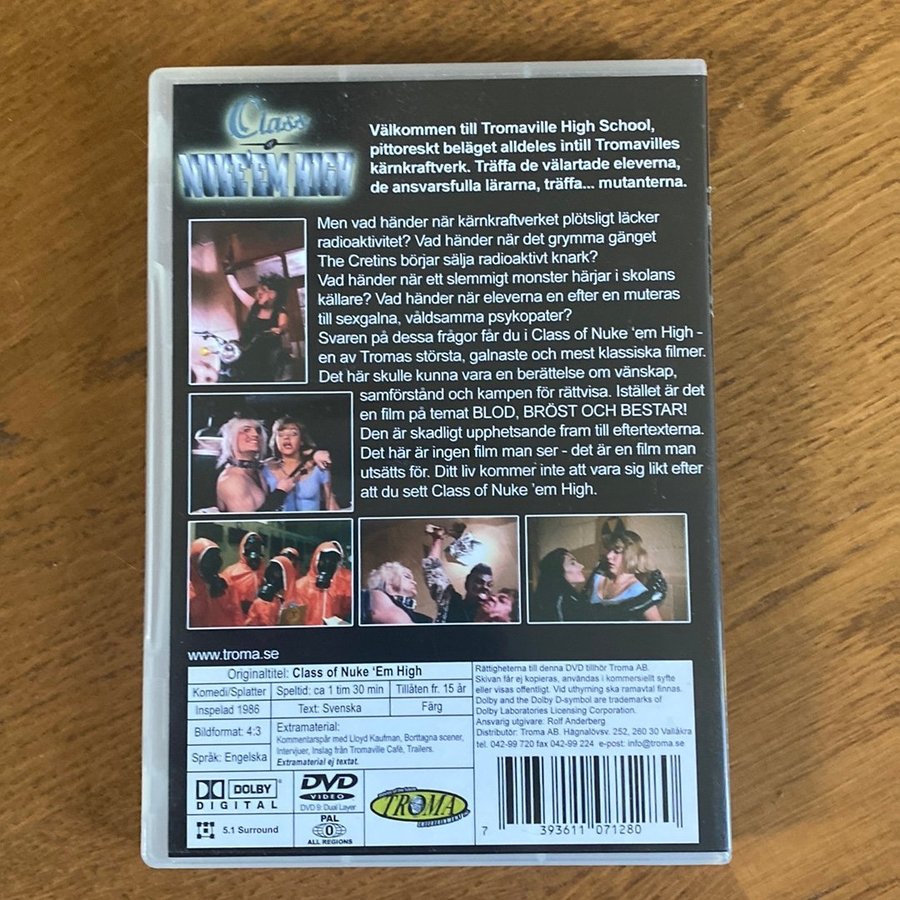 Class
of
NUKE'EM HIGH
Välkommen till Tromaville High School,
pittoreskt beläget alldeles intill Tromavilles
kärnkraftverk. Träffa de välartade eleverna,
de ansvarsfulla lärarna, träffa... mutanterna.
Men vad händer när kärnkraftverket plötsligt läcker
radioaktivitet? Vad händer när det grymma gänget
The Cretins börjar sälja radioaktivt knark?
Vad händer när ett slemmigt monster härjar i skolans
källare? Vad händer när eleverna en efter en muteras
till sexgalna, våldsamma psykopater?
Svaren på dessa frågor får du i Class of Nuke 'em High -
en av Tromas största, galnaste och mest klassiska filmer.
Det här skulle kunna vara en berättelse om vänskap,
samförstånd och kampen för rättvisa. Istället är det
en film på temat BLOD, BRÖST OCH BESTAR!
Den är skadligt upphetsande fram till eftertexterna.
Det här är ingen film man ser - det är en film man
utsätts för. Ditt liv kommer inte att vara sig likt efter
att du sett Class of Nuke 'em High.
www.troma.se
Originaltitel: Class of Nuke 'Em High
Komedi/Splatter
Speltid: ca 1 tim 30 min
Tillåten fr. 15 år
Inspelad 1986
Text: Svenska
Färg
Bildformat: 4:3
Språk: Engelska
Extramaterial:
Kommentarspår med Lloyd Kaufman, Borttagna scener,
Intervjuer, Inslag från Tromaville Café, Trailers.
Extramaterial ej textat.
Rättigheterna till denna DVD tillhör Troma AB.
Skivan får ej kopieras, användas i kommersiellt syfte
eller visas offentligt. Vid uthyrning ska ramavtal finnas.
Dolby and the Dolby D-symbol are trademarks of
Dolby Laboratories Licensing Corporation.
Ansvarig utgivare: Rolf Anderberg
Distributör: Troma AB. Hägnalövsv. 252, 260 30 Vallåkra
tel. 042-99 720 fax 042-99 224 e-post: info@troma.se
DOLBY
DIGITAL
5.1 Surround
DVD
VIDEO
DVD 9: Dual Layer
PAL
0
ALL REGIONS
TROMA
ENTERTAINMENT
7 393611 071280